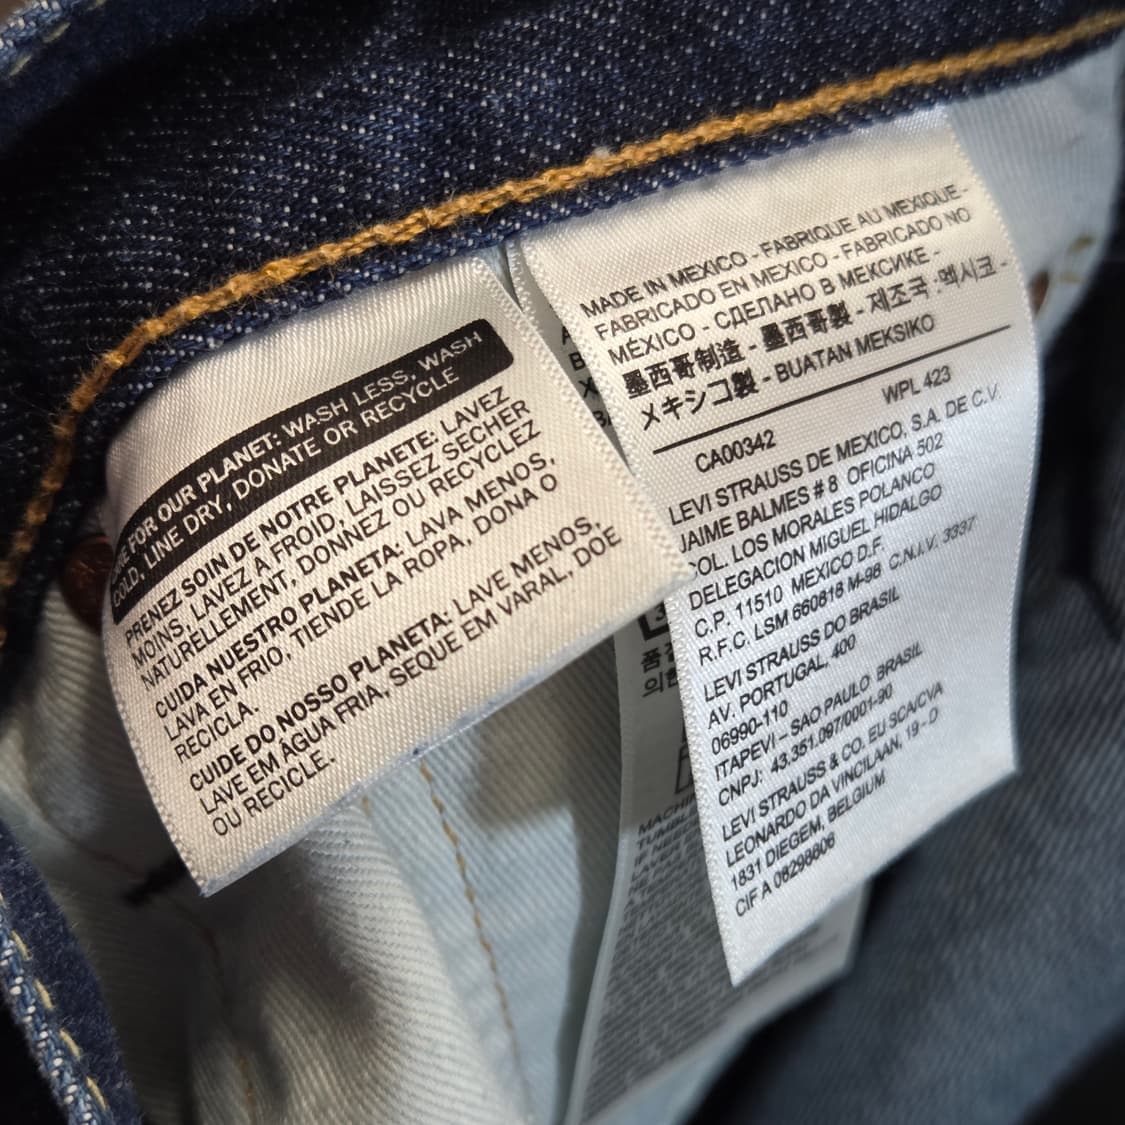 FOR OUR PLANET: WASH LESS, WASH
COLD, LINE DRY, DONATE OR RECYCLE
PRENEZ SOIN DE NOTRE PLANETE: LAVEZ
MOINS, LAVEZ A FROID, LAISSEZ SECHER
NATURELLEMENT, DONNEZ OU RECYCLEZ
CUIDA NUESTRO PLANETA: LAVA MENOS,
LAVA EN FRIO, TIENDE LA ROPA, DONA O
RECICLA.
CUIDE DO NOSSO PLANETA: LAVE MENOS,
LAVE EM ÁGUA FRIA, SEQUE EM VARAL, DOE
OU RECICLE.
MADE IN MEXICO - FABRIQUE AU MEXIQUE -
FABRICADO EN MEXICO - FABRICADO NO
MÉXICO - СДЕЛАНО В МЕКСИКЕ -
墨西哥制造 - 墨西哥製 - 제조국 :멕시코 -
メキシコ製 - BUATAN MEKSIKO
WPL 423
CA00342
LEVI STRAUSS DE MEXICO, S.A. DE C.V.
JAIME BALMES # 8 OFICINA 502
COL. LOS MORALES POLANCO
DELEGACION MIGUEL HIDALGO
C.P. 11510 MEXICO D.F.
R.F.C. LSM 660818 M-98 C.N.I.V. 3337
LEVI STRAUSS DO BRASIL
AV. PORTUGAL, 400
06990-110
ITAPEVI – SAO PAULO BRASIL
CNPJ: 43.351.097/0001-90
LEVI STRAUSS & CO. EU SCA/CVA
LEONARDO DA VINCILAAN, 19 - D
1831 DIEGEM, BELGIUM
CIF A 08298806